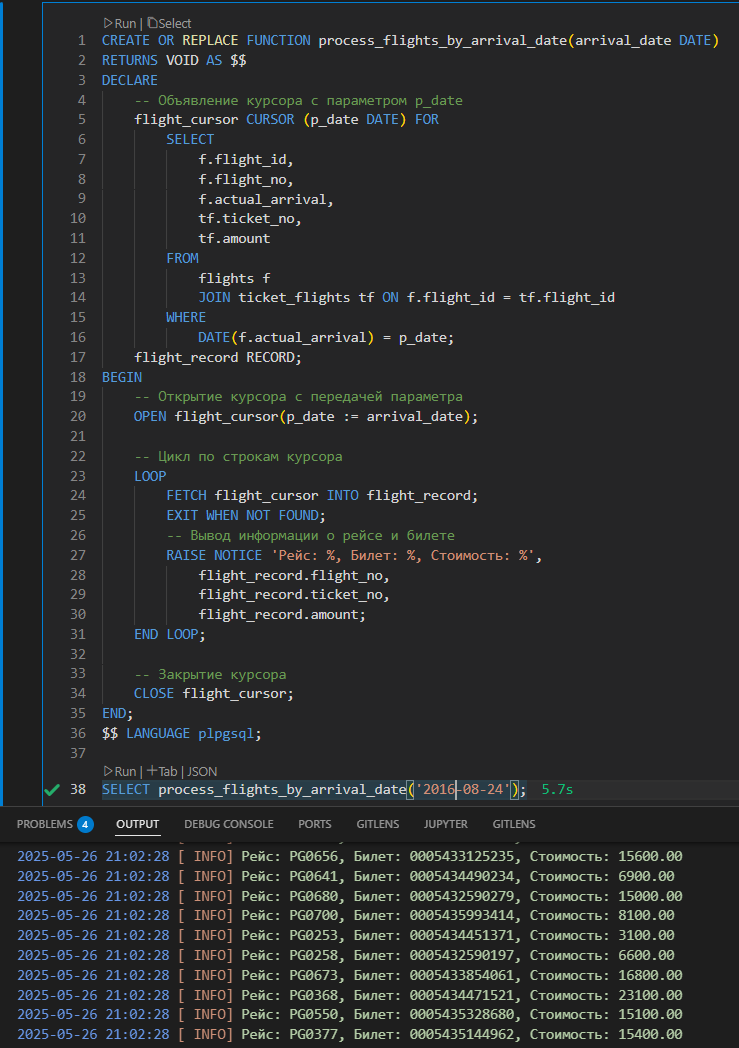 Run | Select
1 CREATE OR REPLACE FUNCTION process_flights_by_arrival_date(arrival_date DATE)
2 RETURNS VOID AS $$
3 DECLARE
4     -- Объявление курсора с параметром p_date
5     flight_cursor CURSOR (p_date DATE) FOR
6         SELECT
7             f.flight_id,
8             f.flight_no,
9             f.actual_arrival,
10             tf.ticket_no,
11             tf.amount
12         FROM
13             flights f
14             JOIN ticket_flights tf ON f.flight_id = tf.flight_id
15         WHERE
16             DATE(f.actual_arrival) = p_date;
17     flight_record RECORD;
18 BEGIN
19     -- Открытие курсора с передачей параметра
20     OPEN flight_cursor(p_date := arrival_date);
21
22     -- Цикл по строкам курсора
23     LOOP
24         FETCH flight_cursor INTO flight_record;
25         EXIT WHEN NOT FOUND;
26         -- Вывод информации о рейсе и билете
27         RAISE NOTICE 'Рейс: %, Билет: %, Стоимость: %',
28             flight_record.flight_no,
29             flight_record.ticket_no,
30             flight_record.amount;
31     END LOOP;
32
33     -- Закрытие курсора
34     CLOSE flight_cursor;
35 END;
36 $$ LANGUAGE plpgsql;
37
Run | +Tab | JSON
38 SELECT process_flights_by_arrival_date('2016-08-24'); 5.7s
PROBLEMS 4 OUTPUT DEBUG CONSOLE PORTS GITLENS JUPYTER GITLENS
2025-05-26 21:02:28 [ INFO] Рейс: PG0656, Билет: 0005433125235, Стоимость: 15600.00
2025-05-26 21:02:28 [ INFO] Рейс: PG0641, Билет: 0005434490234, Стоимость: 6900.00
2025-05-26 21:02:28 [ INFO] Рейс: PG0680, Билет: 0005432590279, Стоимость: 15000.00
2025-05-26 21:02:28 [ INFO] Рейс: PG0700, Билет: 0005435993414, Стоимость: 8100.00
2025-05-26 21:02:28 [ INFO] Рейс: PG0253, Билет: 0005434451371, Стоимость: 3100.00
2025-05-26 21:02:28 [ INFO] Рейс: PG0258, Билет: 0005432590197, Стоимость: 6600.00
2025-05-26 21:02:28 [ INFO] Рейс: PG0673, Билет: 0005433854061, Стоимость: 16800.00
2025-05-26 21:02:28 [ INFO] Рейс: PG0368, Билет: 0005434471521, Стоимость: 23100.00
2025-05-26 21:02:28 [ INFO] Рейс: PG0550, Билет: 0005435328680, Стоимость: 15100.00
2025-05-26 21:02:28 [ INFO] Рейс: PG0377, Билет: 0005435144962, Стоимость: 15400.00